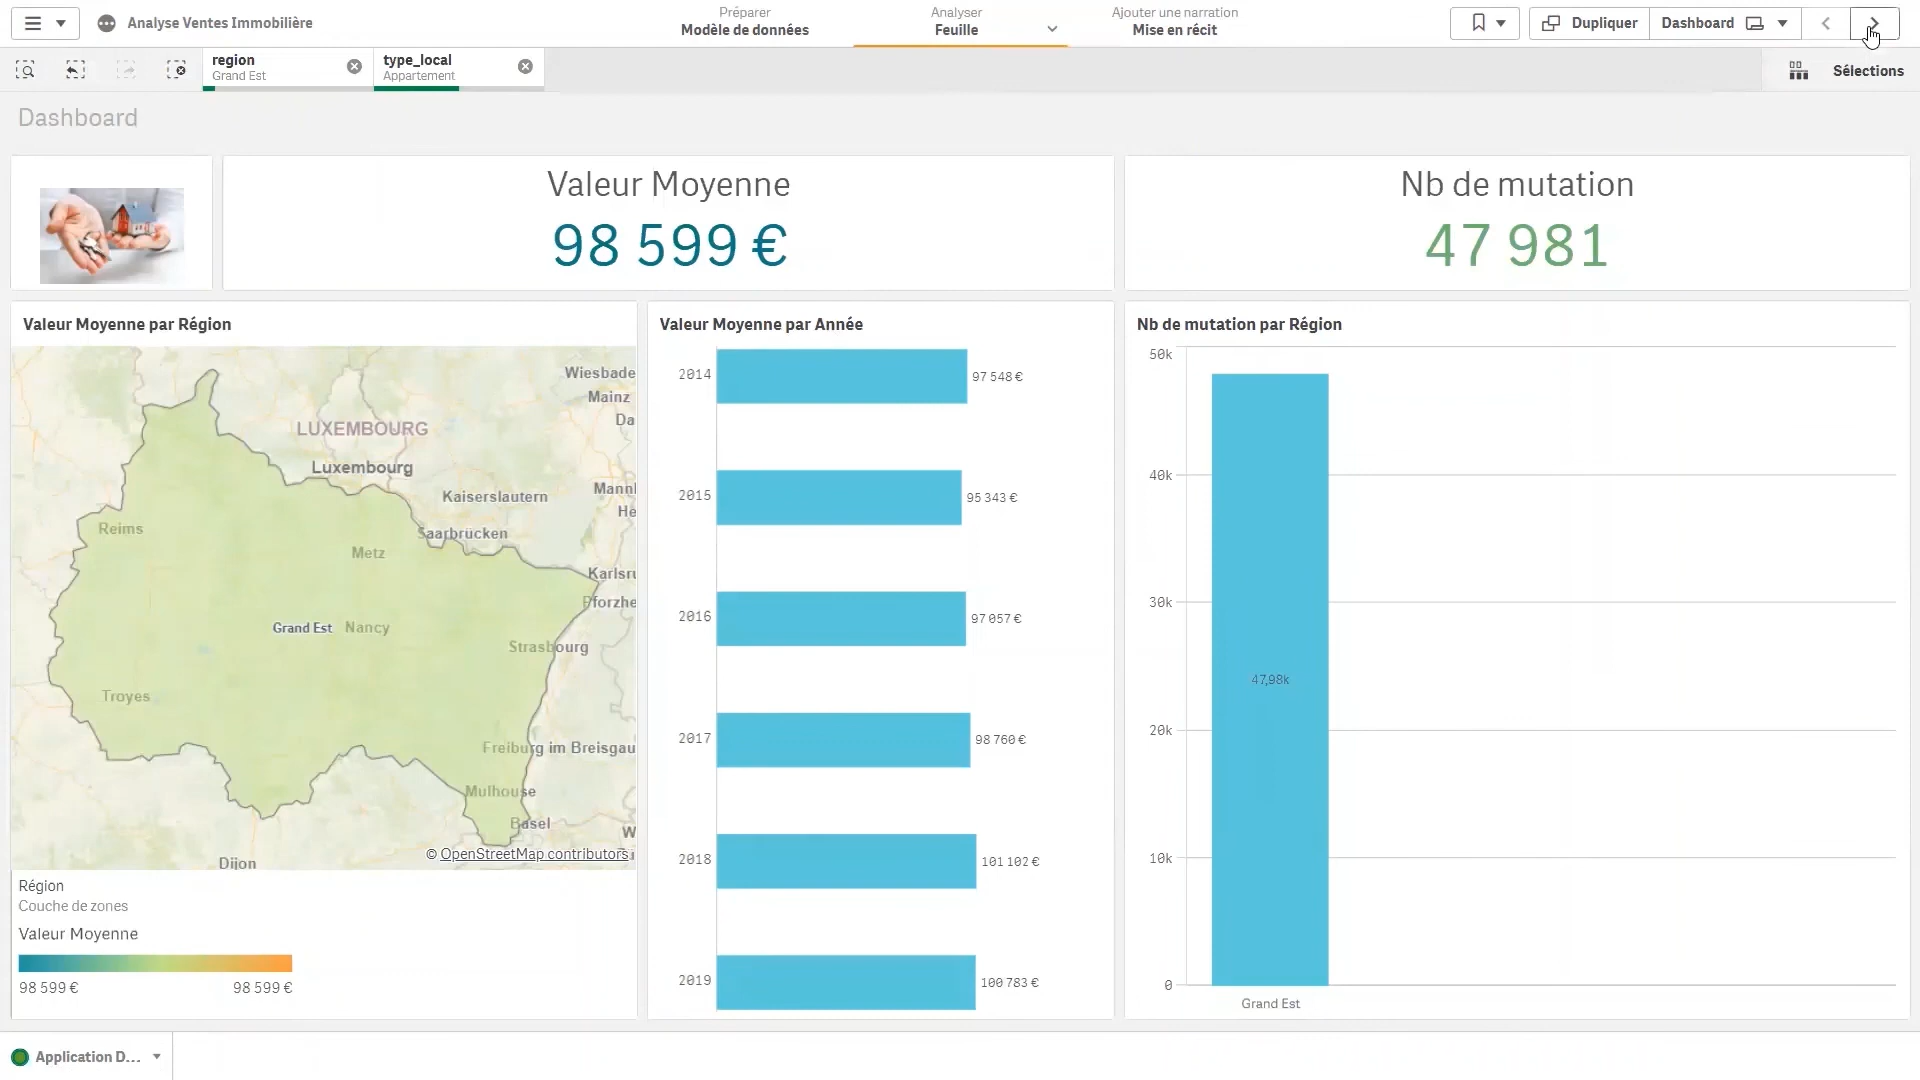 Analyse Ventes Immobilière
Préparer
Modèle de données
Analyser
Feuille
Ajouter une narration
Mise en récit
Dupliquer
Dashboard
region
Grand Est
type_local
Appartement
Sélections
Dashboard
Valeur Moyenne
98 599 €
Nb de mutation
47 981
Valeur Moyenne par Région
Wiesbade
Mainz
Da
LUXEMBOURG
Luxembourg
Kaiserslautern
Mannl
He
Reims
Saarbrücken
Metz
Karlsru
Pforzhe
Grand Est
Nancy
Strasbourg
Troyes
Freiburg im Breisgau
Mulhouse
Basel
W
© OpenStreetMap contributors
Dijon
Région
Couche de zones
Valeur Moyenne
98 599 €
98 599 €
Valeur Moyenne par Année
2014
97 548 €
2015
95 343 €
2016
97 057 €
2017
98 760 €
2018
101 102 €
2019
100 783 €
Nb de mutation par Région
50k
40k
30k
20k
10k
0
47,98k
Grand Est
Application D...